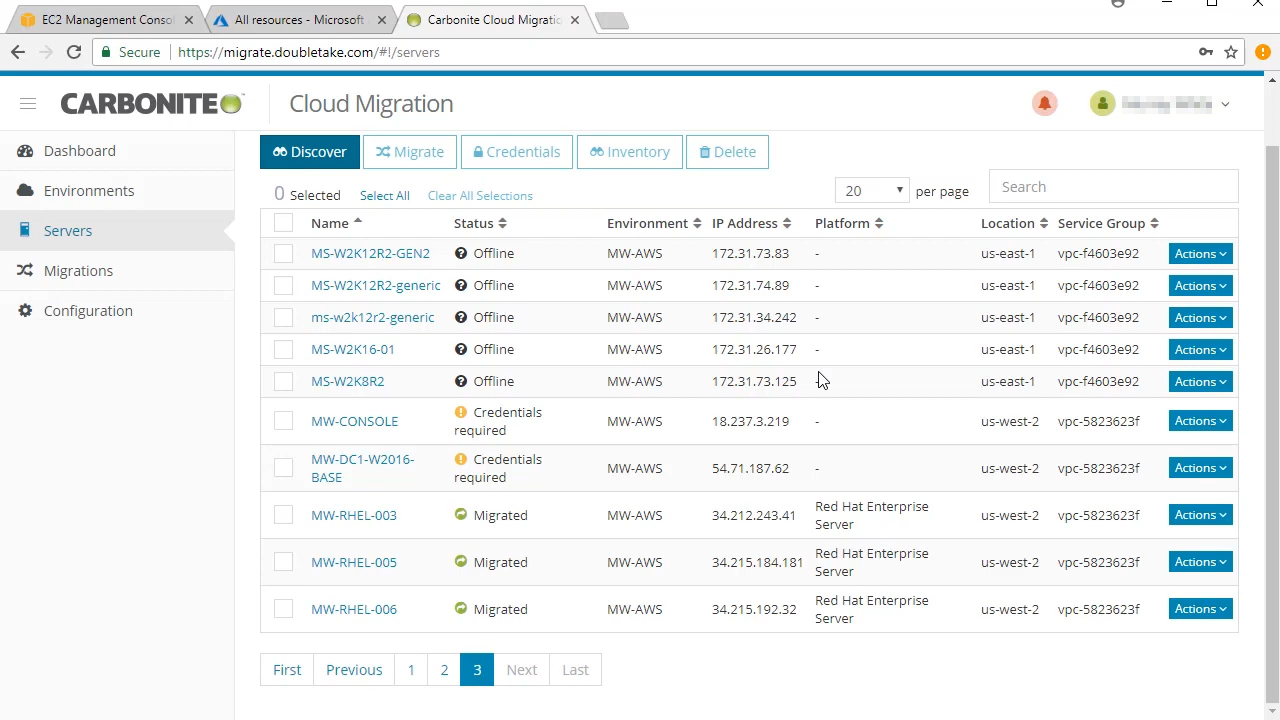 EC2 Management Conso
All resources - Microsoft
Carbonite Cloud Migratio
Secure https://migrate.doubletake.com/#!/servers
CARBONITE Cloud Migration
Dashboard
Environments
Servers
Migrations
Configuration
Discover Migrate Credentials Inventory Delete
0 Selected Select All Clear All Selections 20 per page Search
Name Status Environment IP Address Platform Location Service Group
MS-W2K12R2-GEN2 Offline MW-AWS 172.31.73.83 - us-east-1 vpc-f4603e92 Actions
MS-W2K12R2-generic Offline MW-AWS 172.31.74.89 - us-east-1 vpc-f4603e92 Actions
ms-w2k12r2-generic Offline MW-AWS 172.31.34.242 - us-east-1 vpc-f4603e92 Actions
MS-W2K16-01 Offline MW-AWS 172.31.26.177 - us-east-1 vpc-f4603e92 Actions
MS-W2K8R2 Offline MW-AWS 172.31.73.125 - us-east-1 vpc-f4603e92 Actions
MW-CONSOLE Credentials required MW-AWS 18.237.3.219 - us-west-2 vpc-5823623f Actions
MW-DC1-W2016-BASE Credentials required MW-AWS 54.71.187.62 - us-west-2 vpc-5823623f Actions
MW-RHEL-003 Migrated MW-AWS 34.212.243.41 Red Hat Enterprise Server us-west-2 vpc-5823623f Actions
MW-RHEL-005 Migrated MW-AWS 34.215.184.181 Red Hat Enterprise Server us-west-2 vpc-5823623f Actions
MW-RHEL-006 Migrated MW-AWS 34.215.192.32 Red Hat Enterprise Server us-west-2 vpc-5823623f Actions
First Previous 1 2 3 Next Last